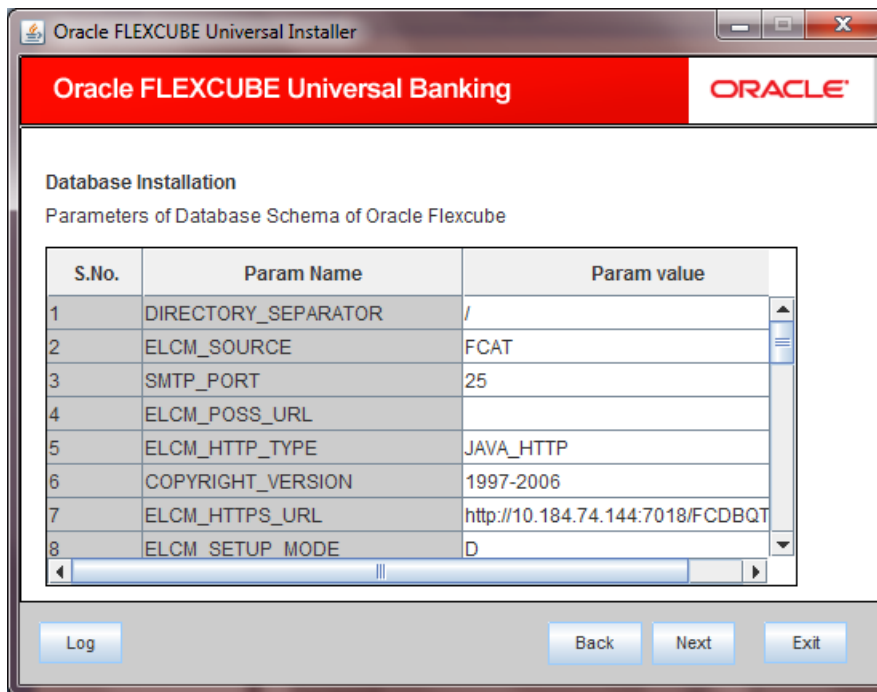 Oracle FLEXCUBE Universal Installer
Oracle FLEXCUBE Universal Banking ORACLE
Database Installation
Parameters of Database Schema of Oracle Flexcube
S.No. Param Name Param value
1 DIRECTORY_SEPARATOR /
2 ELCM_SOURCE FCAT
3 SMTP_PORT 25
4 ELCM_POSS_URL
5 ELCM_HTTP_TYPE JAVA_HTTP
6 COPYRIGHT_VERSION 1997-2006
7 ELCM_HTTPS_URL http://10.184.74.144:7018/FCDBQT
8 ELCM_SETUP_MODE D
Log Back Next Exit